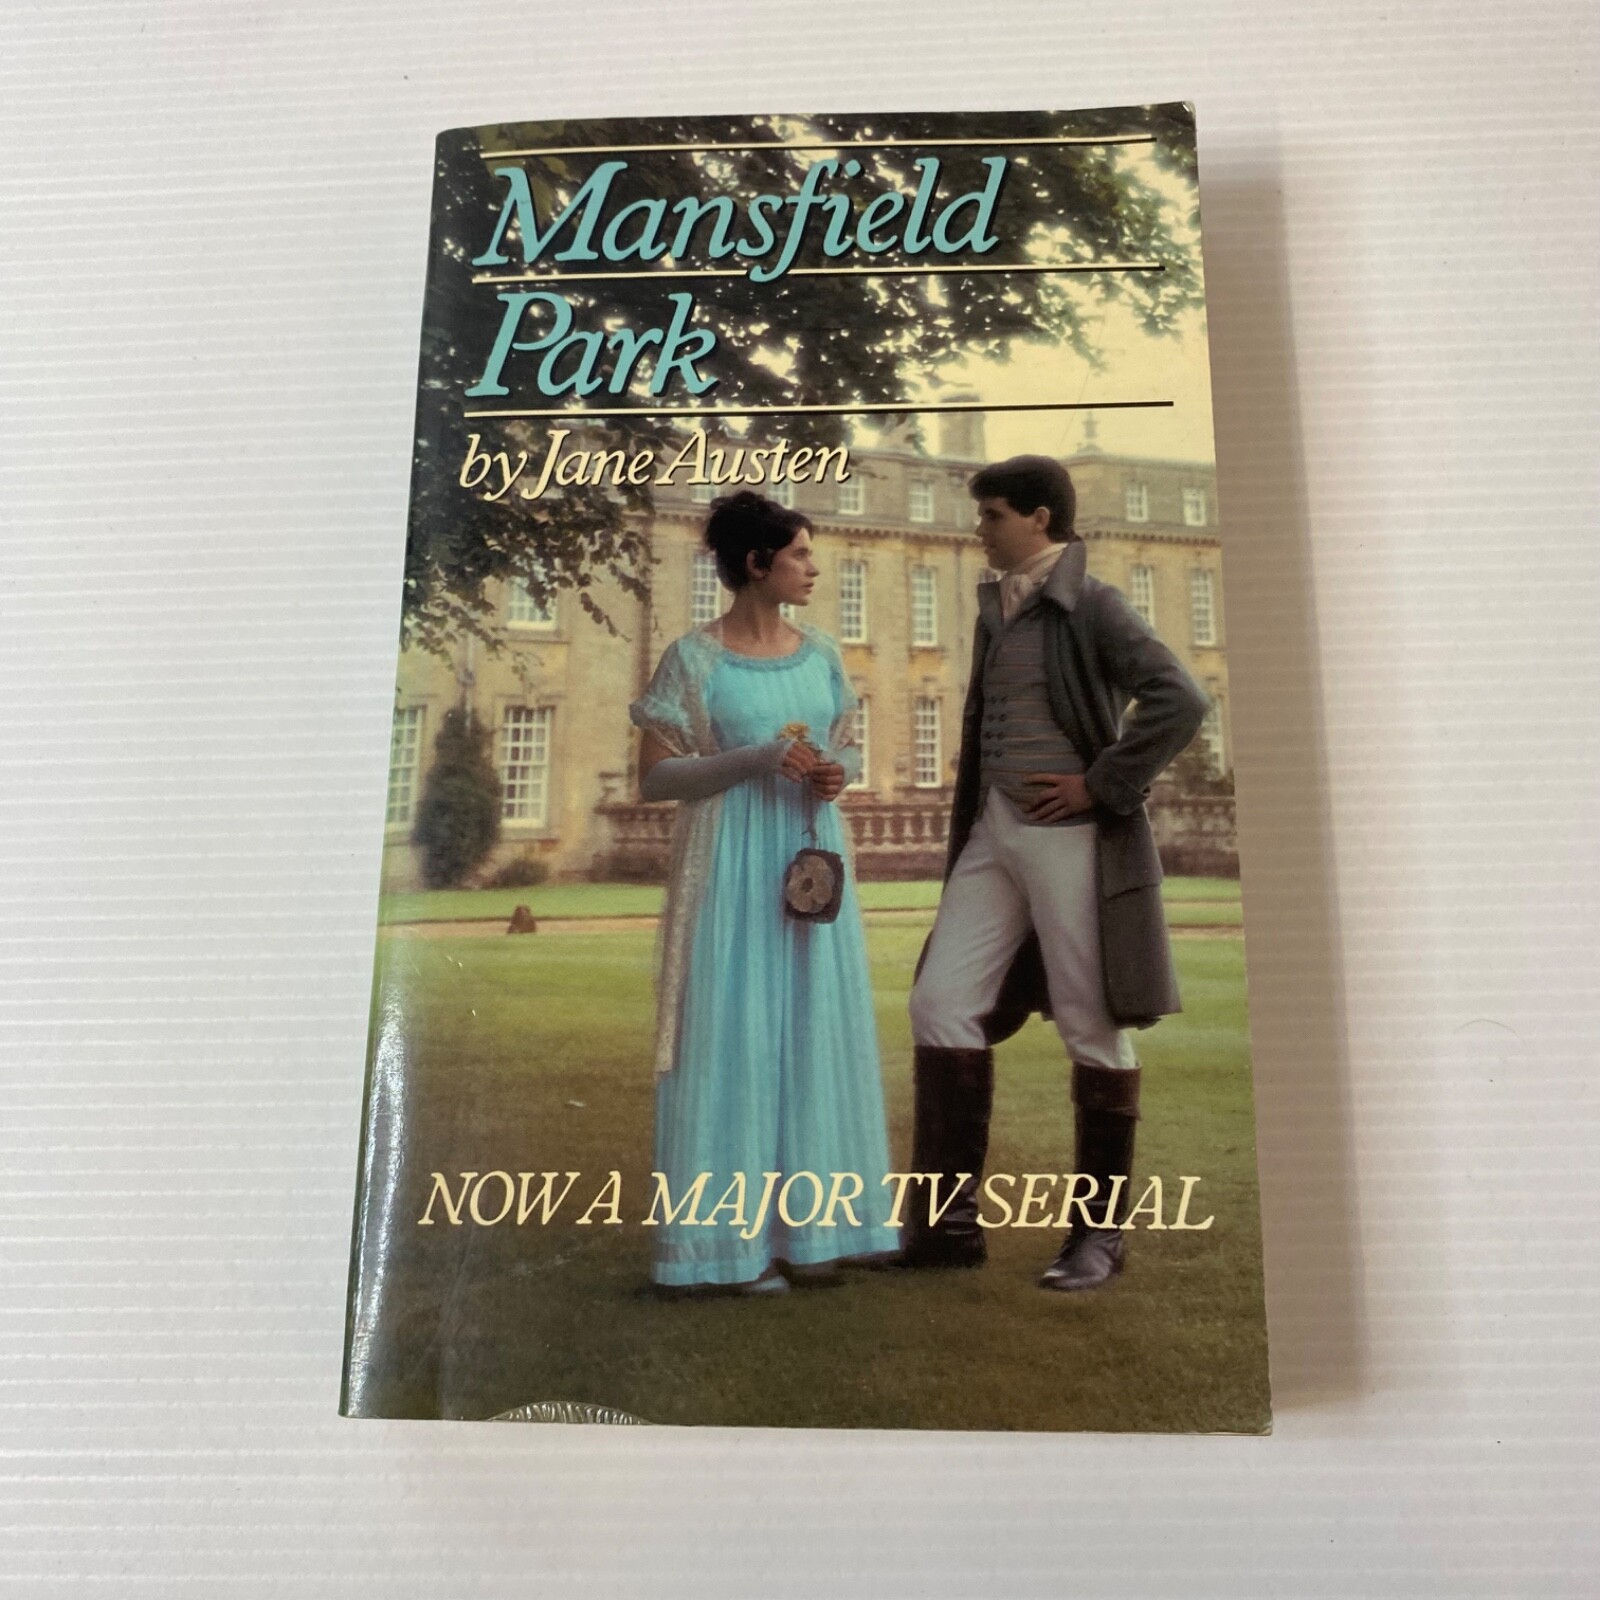 Mansfield
Park
by Jane Austen
NOW A MAJOR TV SERIAL